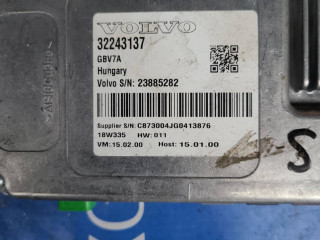 VOLVO
32243137
GBV7A
Hungary
Volvo S/N: 23885282
Supplier S/N: C873004JG0413876
18W335 HW: 011
VM: 15.02.00 Host: 15.01.00
S